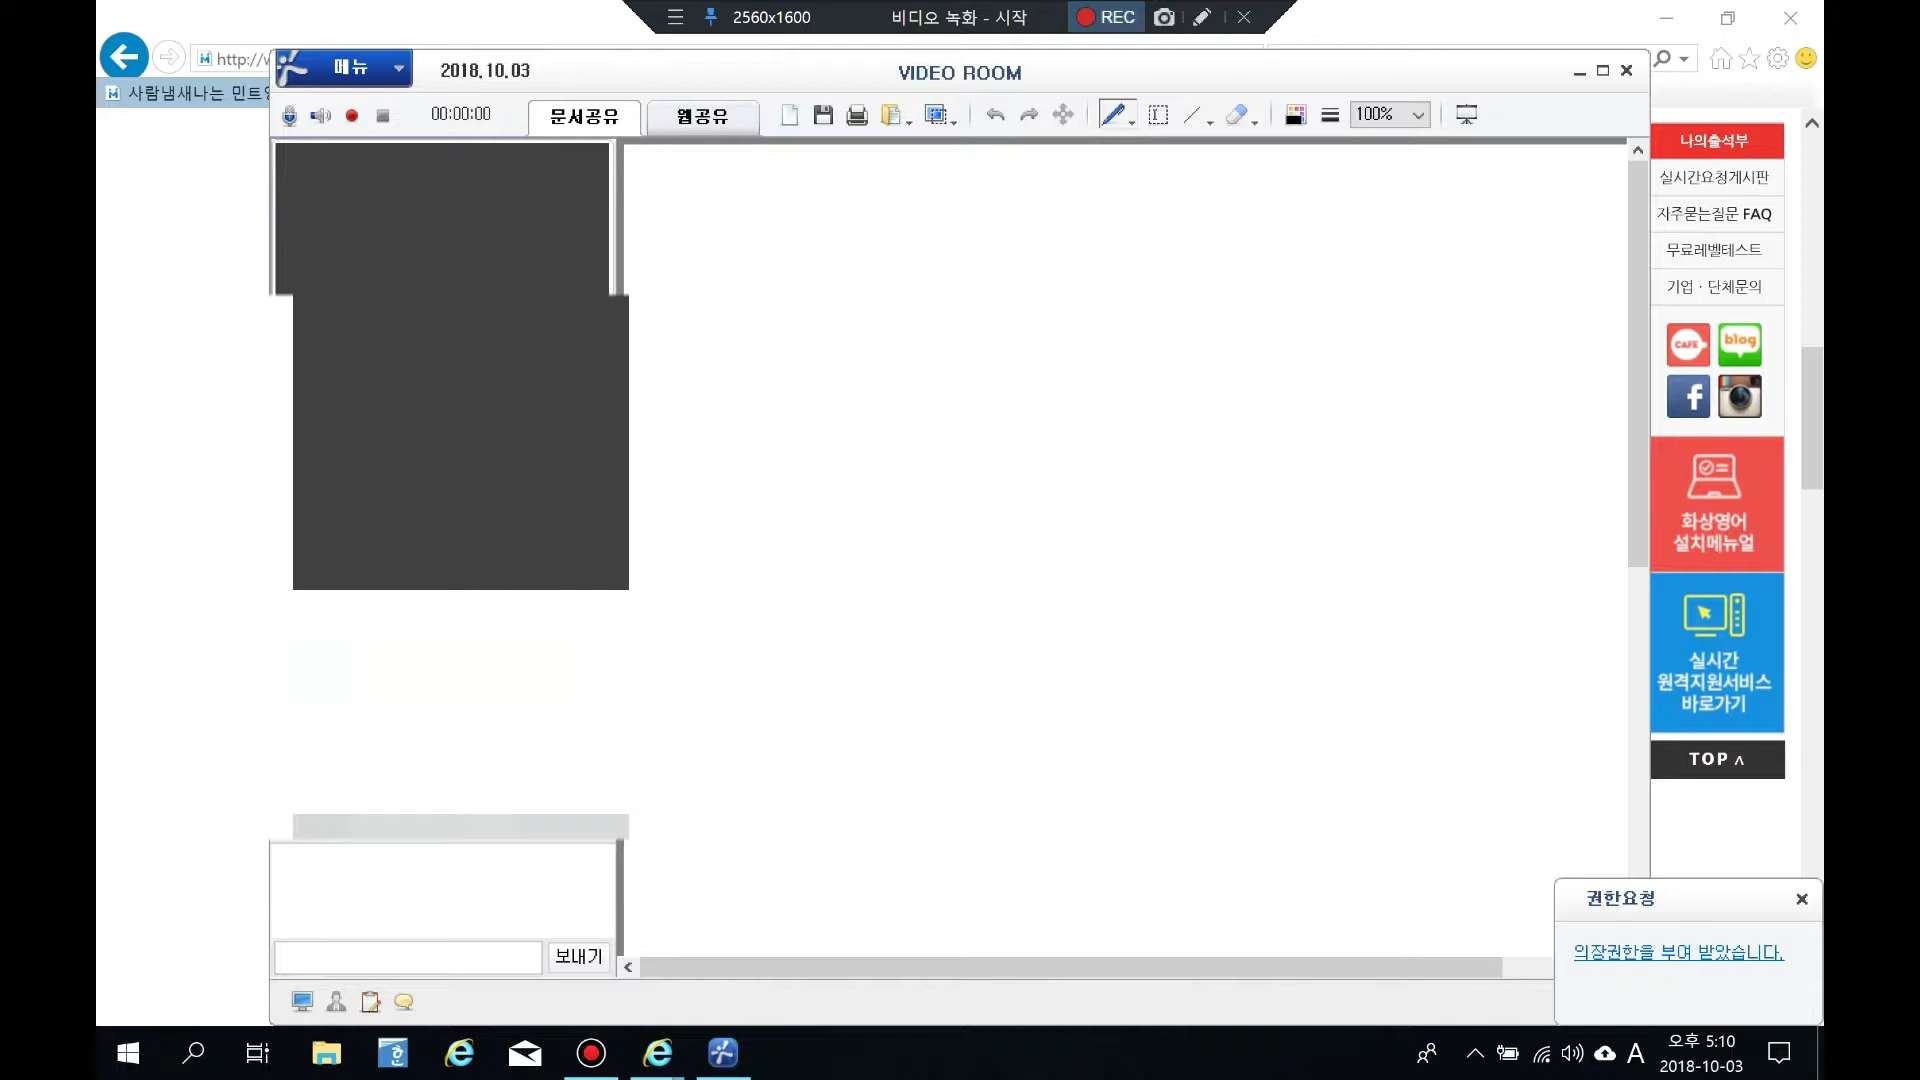 2560x1600 비디오 녹화 - 시작 REC
http://v
사람냄새나는 민트영
메뉴 2018.10.03 VIDEO ROOM
00:00:00 문서공유 웹공유 100%
나의출석부
실시간요청게시판
자주묻는질문 FAQ
무료레벨테스트
기업 · 단체문의
CAFE blog
화상영어
설치메뉴얼
실시간
원격지원서비스
바로가기
TOP ∧
권한요청
의장권한을 부여 받았습니다.
보내기
A 오후 5:10
2018-10-03